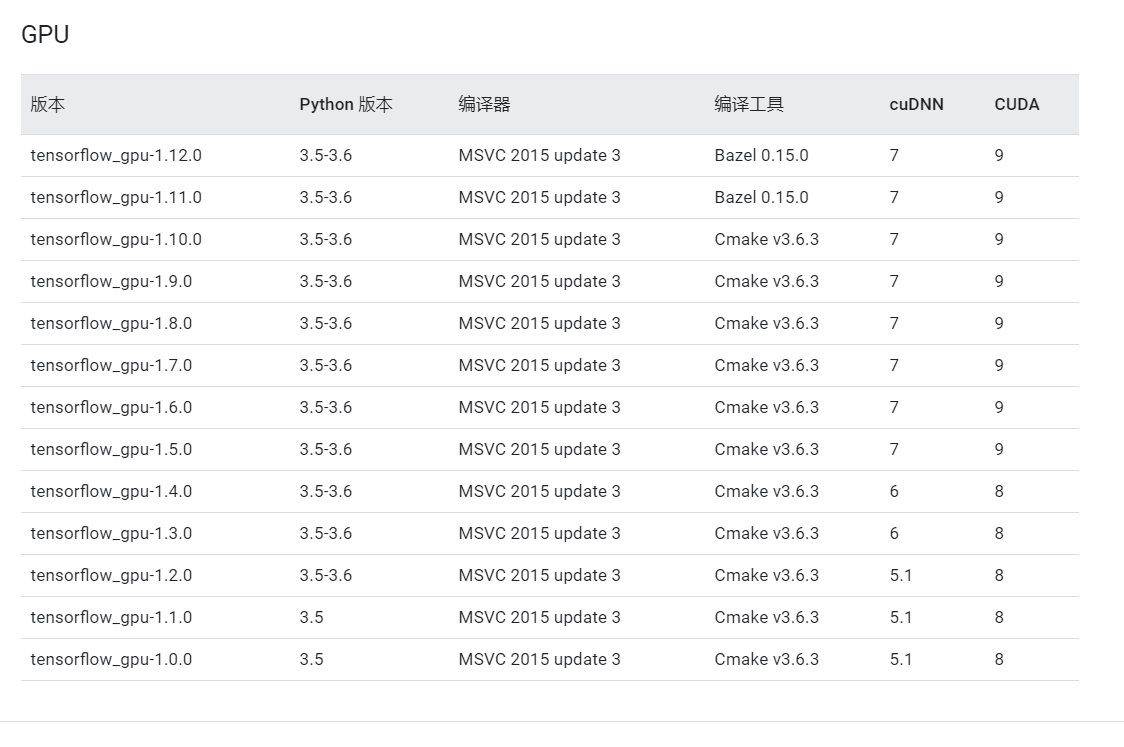 GPU
版本 Python 版本 编译器 编译工具 cuDNN CUDA
tensorflow_gpu-1.12.0 3.5-3.6 MSVC 2015 update 3 Bazel 0.15.0 7 9
tensorflow_gpu-1.11.0 3.5-3.6 MSVC 2015 update 3 Bazel 0.15.0 7 9
tensorflow_gpu-1.10.0 3.5-3.6 MSVC 2015 update 3 Cmake v3.6.3 7 9
tensorflow_gpu-1.9.0 3.5-3.6 MSVC 2015 update 3 Cmake v3.6.3 7 9
tensorflow_gpu-1.8.0 3.5-3.6 MSVC 2015 update 3 Cmake v3.6.3 7 9
tensorflow_gpu-1.7.0 3.5-3.6 MSVC 2015 update 3 Cmake v3.6.3 7 9
tensorflow_gpu-1.6.0 3.5-3.6 MSVC 2015 update 3 Cmake v3.6.3 7 9
tensorflow_gpu-1.5.0 3.5-3.6 MSVC 2015 update 3 Cmake v3.6.3 7 9
tensorflow_gpu-1.4.0 3.5-3.6 MSVC 2015 update 3 Cmake v3.6.3 6 8
tensorflow_gpu-1.3.0 3.5-3.6 MSVC 2015 update 3 Cmake v3.6.3 6 8
tensorflow_gpu-1.2.0 3.5-3.6 MSVC 2015 update 3 Cmake v3.6.3 5.1 8
tensorflow_gpu-1.1.0 3.5 MSVC 2015 update 3 Cmake v3.6.3 5.1 8
tensorflow_gpu-1.0.0 3.5 MSVC 2015 update 3 Cmake v3.6.3 5.1 8